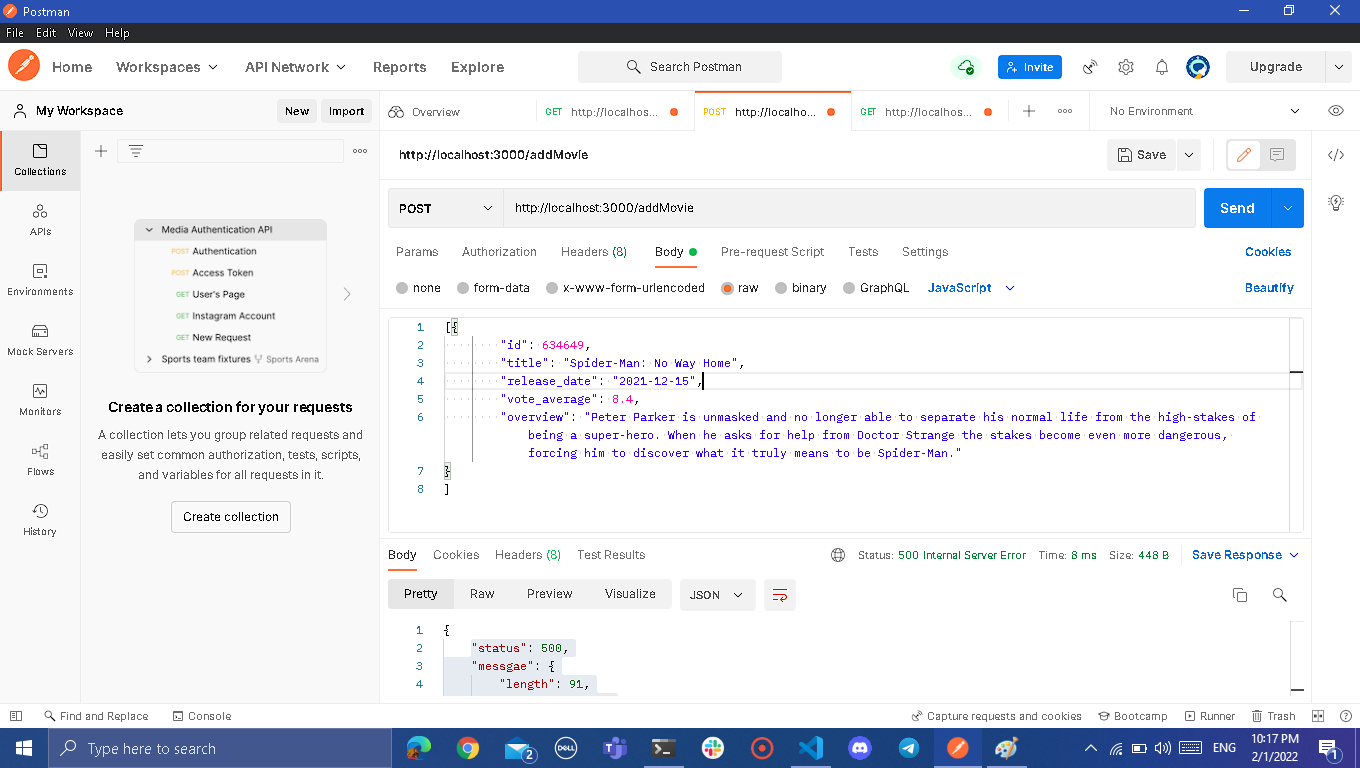 Postman
File Edit View Help
Home Workspaces API Network Reports Explore Search Postman Invite Upgrade
My Workspace New Import Overview GET http://localhos... POST http://localho... GET http://localhos... No Environment
Collections
APIs
Environments
Mock Servers
Monitors
Flows
History
Media Authentication API
POST Authentication
POST Access Token
GET User's Page
GET Instagram Account
GET New Request
Sports team fixtures Sports Arena
Create a collection for your requests
A collection lets you group related requests and
easily set common authorization, tests, scripts,
and variables for all requests in it.
Create collection
http://localhost:3000/addMovie Save
POST http://localhost:3000/addMovie Send
Params Authorization Headers (8) Body Pre-request Script Tests Settings Cookies
none form-data x-www-form-urlencoded raw binary GraphQL JavaScript Beautify
1 [{
2 "id": 634649,
3 "title": "Spider-Man: No Way Home",
4 "release_date": "2021-12-15",
5 "vote_average": 8.4,
6 "overview": "Peter Parker is unmasked and no longer able to separate his normal life from the high-stakes of
being a super-hero. When he asks for help from Doctor Strange the stakes become even more dangerous,
forcing him to discover what it truly means to be Spider-Man."
7 }
8 ]
Body Cookies Headers (8) Test Results Status: 500 Internal Server Error Time: 8 ms Size: 448 B Save Response
Pretty Raw Preview Visualize JSON
1 {
2 "status": 500,
3 "messgae": {
4 "length": 91,
Find and Replace Console Capture requests and cookies Bootcamp Runner Trash
Type here to search 2 DELL ENG 10:17 PM
2/1/2022 1